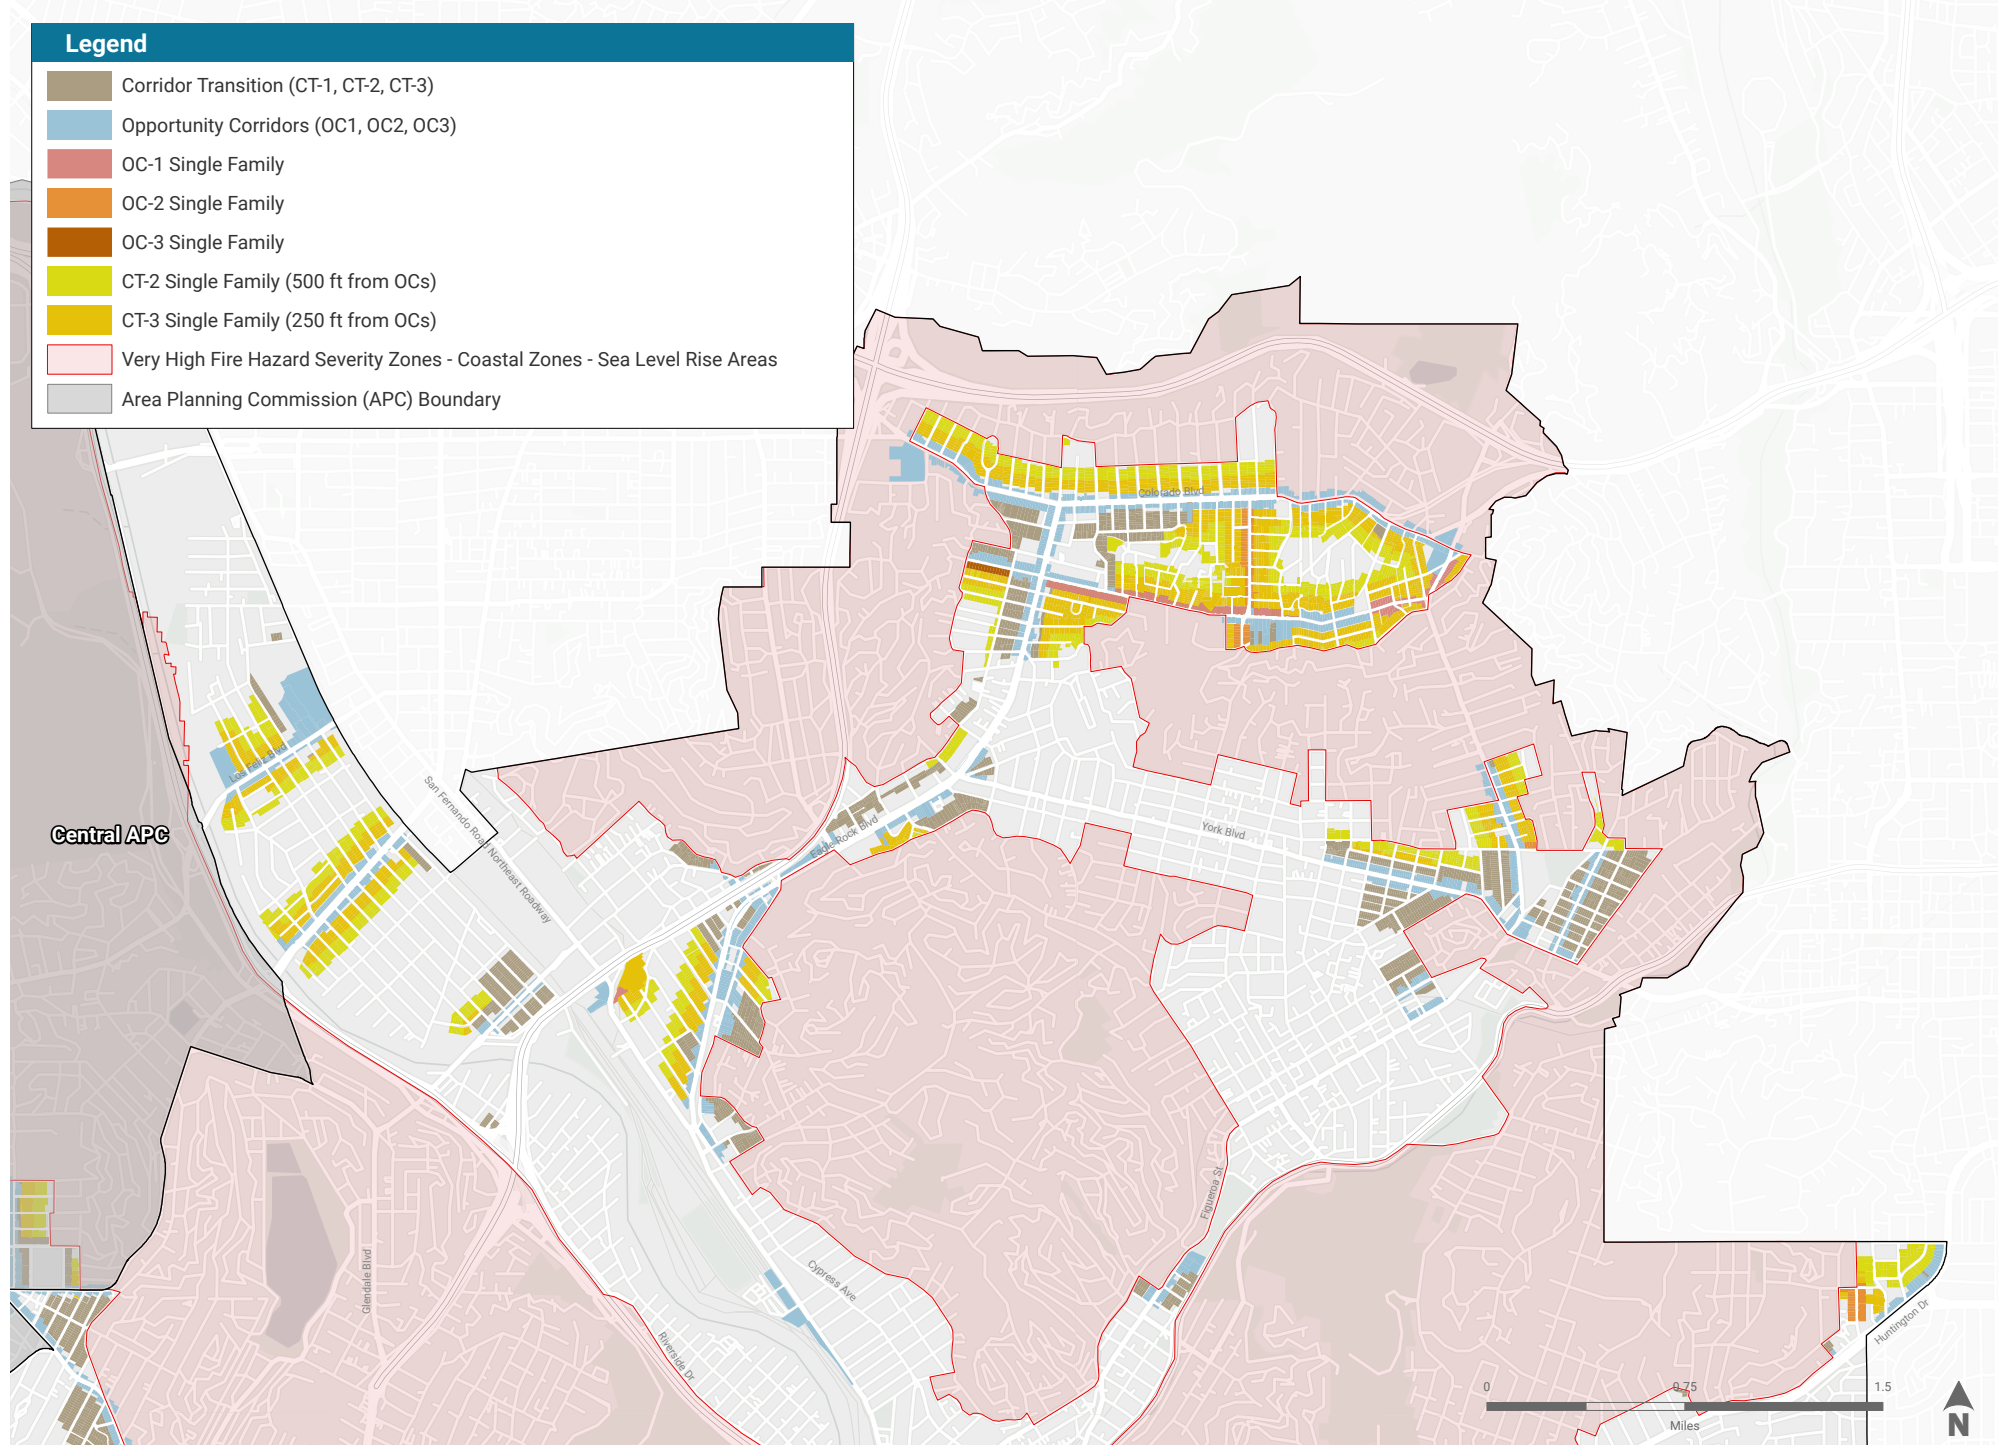 Legend
Corridor Transition (CT-1, CT-2, CT-3)
Opportunity Corridors (OC1, OC2, OC3)
OC-1 Single Family
OC-2 Single Family
OC-3 Single Family
CT-2 Single Family (500 ft from OCs)
CT-3 Single Family (250 ft from OCs)
Very High Fire Hazard Severity Zones - Coastal Zones - Sea Level Rise Areas
Area Planning Commission (APC) Boundary
Colorado Blvd
Los Feliz Blvd
San Fernando Road Northeast Roadway
Central APC
Eagle Rock Blvd
York Blvd
Figueroa St
Glendale Blvd
Cypress Ave
Riverside Dr
Huntington Dr
0 0.75 1.5
Miles
N